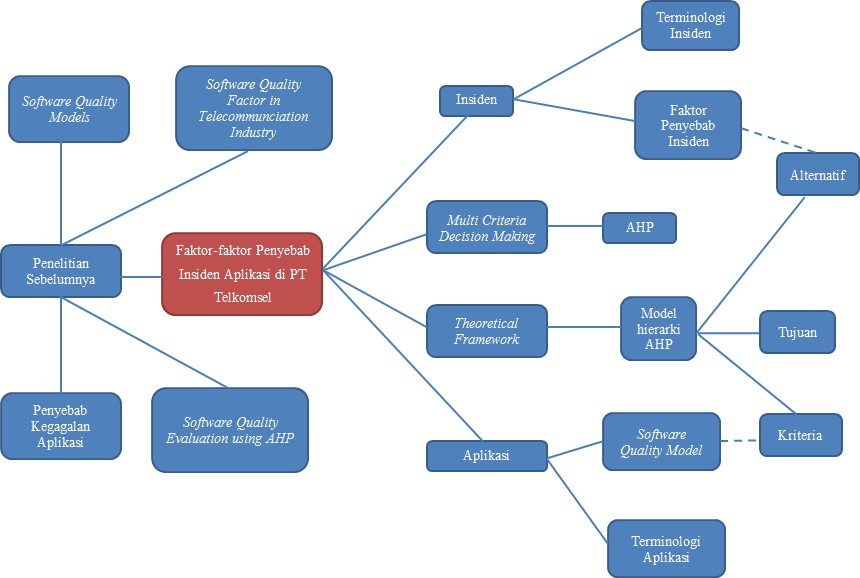 Terminologi
Insiden
Software Quality
Models
Software Quality
Factor in
Telecommunciation
Industry
Insiden
Faktor
Penyebab
Insiden
Alternatif
Multi Criteria
Decision Making
AHP
Penelitian
Sebelumnya
Faktor-faktor Penyebab
Insiden Aplikasi di PT
Telkomsel
Theoretical
Framework
Model
hierarki
AHP
Tujuan
Penyebab
Kegagalan
Aplikasi
Software Quality
Evaluation using AHP
Aplikasi
Software
Quality Model
Kriteria
Terminologi
Aplikasi